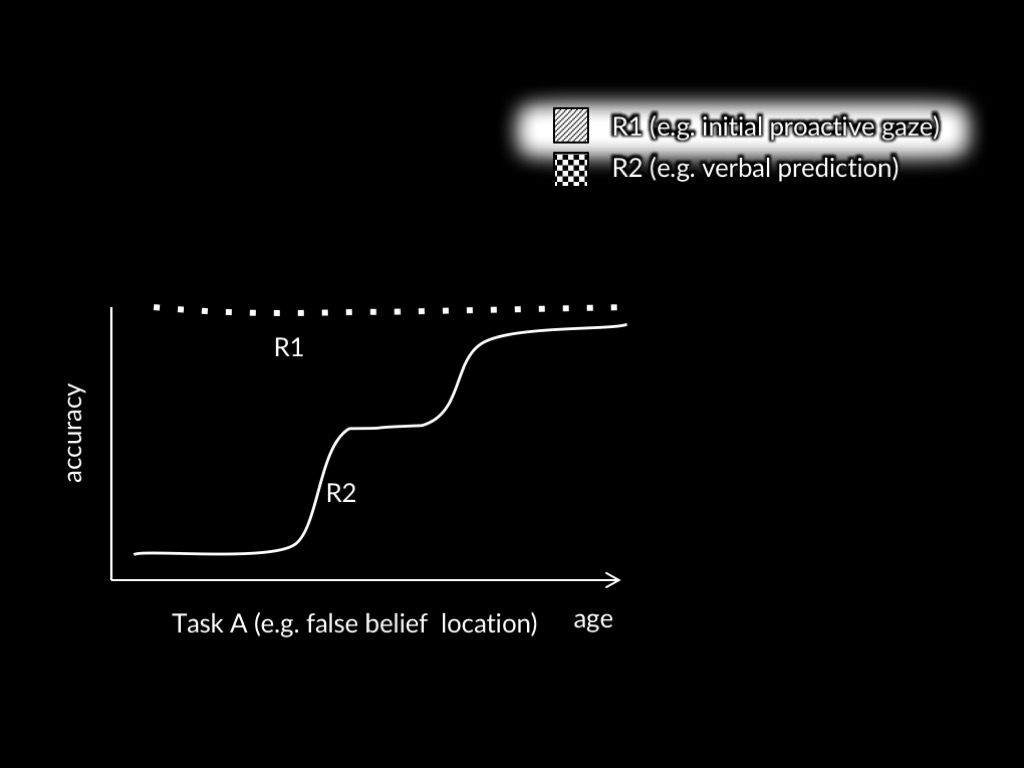 R1 (e.g. initial proactive gaze)
R2 (e.g. verbal prediction)
R1
accuracy
R2
Task A (e.g. false belief  location)
age